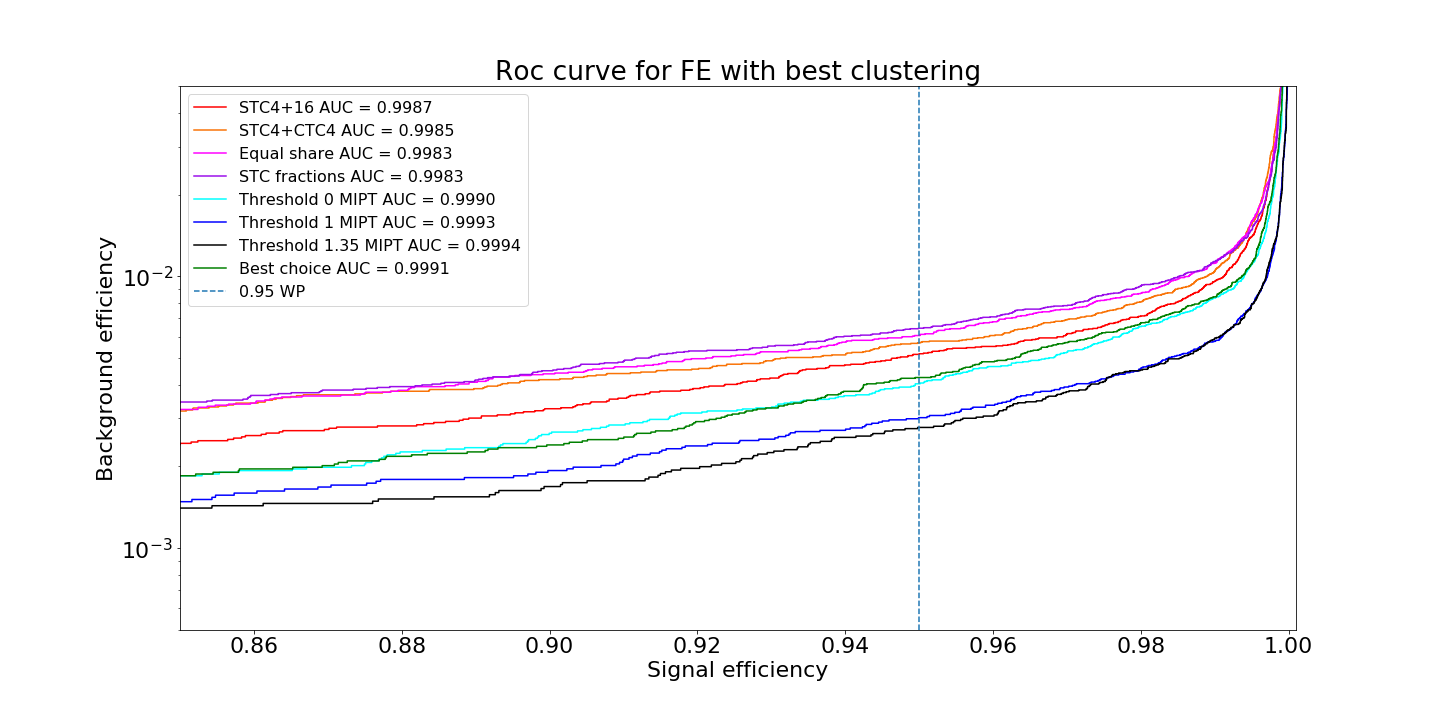 Roc curve for FE with best clustering
STC4+16 AUC = 0.9987
STC4+CTC4 AUC = 0.9985
Equal share AUC = 0.9983
STC fractions AUC = 0.9983
Threshold 0 MIPT AUC = 0.9990
Threshold 1 MIPT AUC = 0.9993
Threshold 1.35 MIPT AUC = 0.9994
Best choice AUC = 0.9991
0.95 WP
Background efficiency
10⁻²
10⁻³
0.86 0.88 0.90 0.92 0.94 0.96 0.98 1.00
Signal efficiency